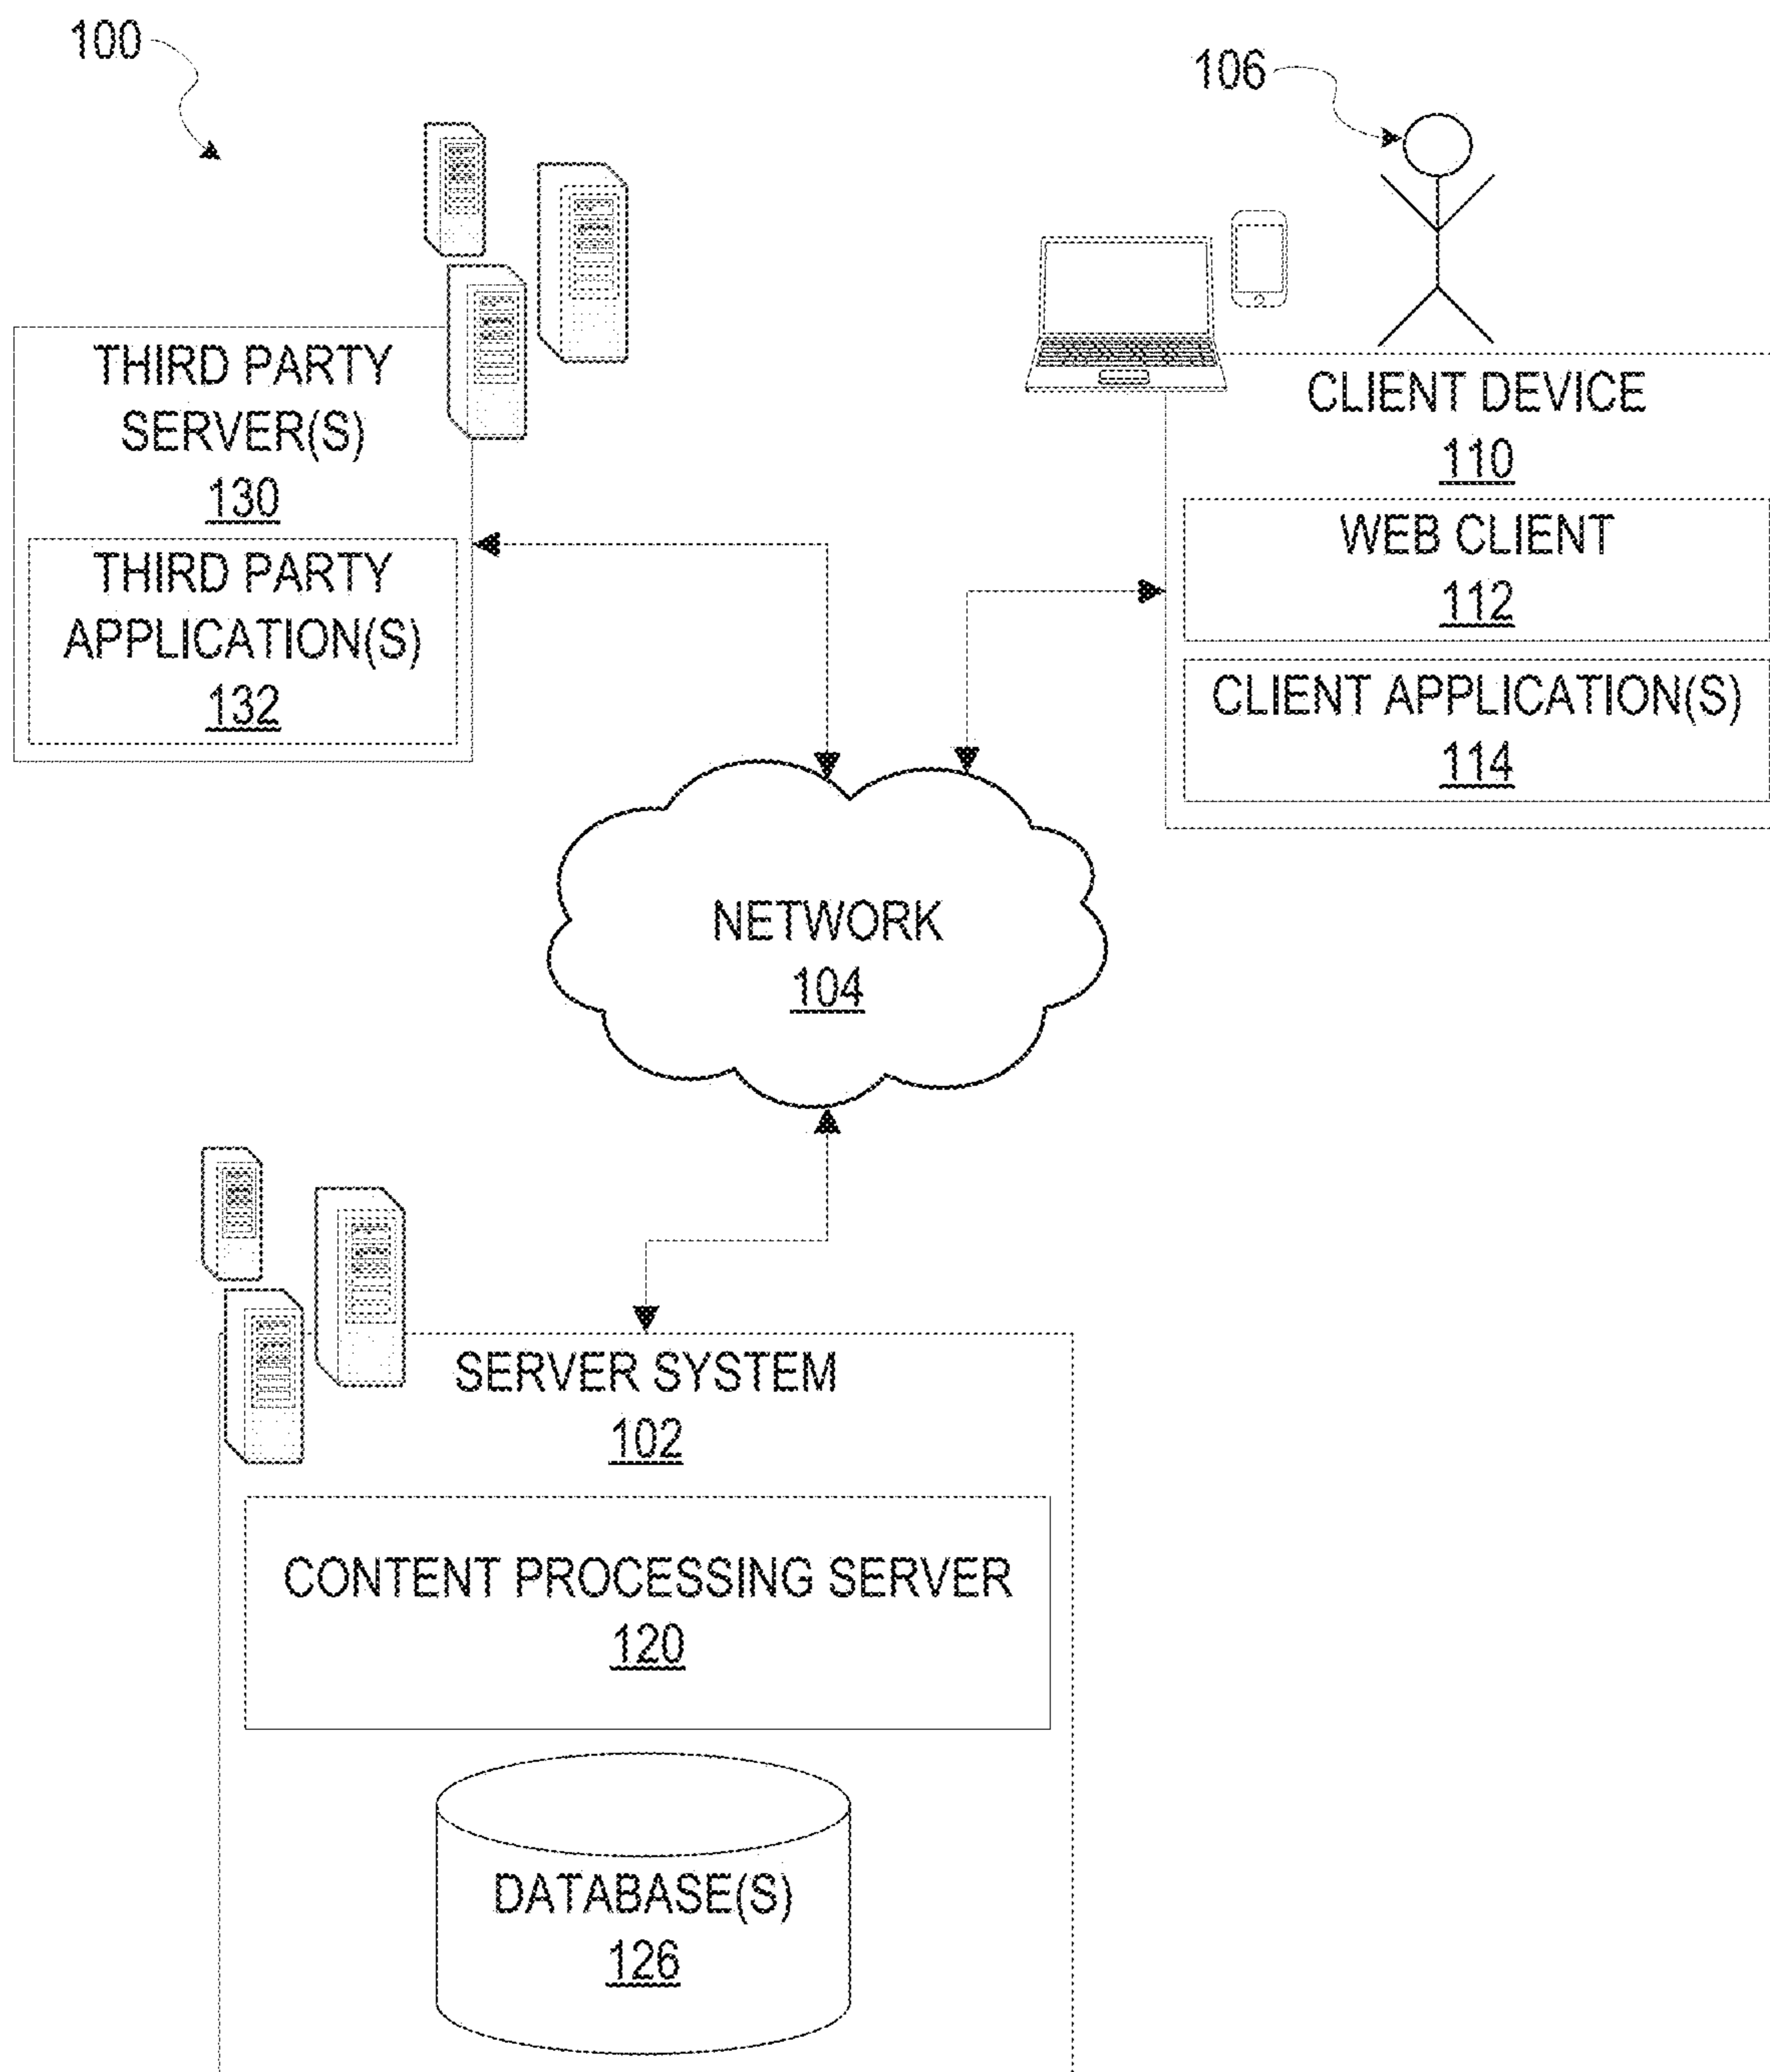 100
106
THIRD PARTY
SERVER(S)
130
THIRD PARTY
APPLICATION(S)
132
CLIENT DEVICE
110
WEB CLIENT
112
CLIENT APPLICATION(S)
114
NETWORK
104
SERVER SYSTEM
102
CONTENT PROCESSING SERVER
120
DATABASE(S)
126